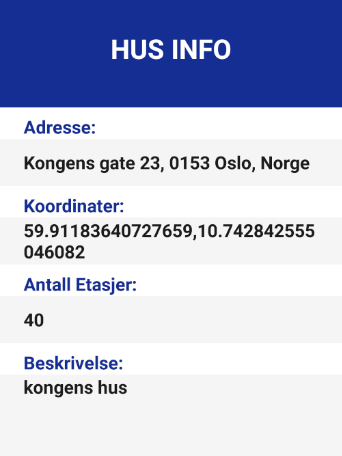 HUS INFO
Adresse:
Kongens gate 23, 0153 Oslo, Norge
Koordinater:
59.91183640727659,10.742842555
046082
Antall Etasjer:
40
Beskrivelse:
kongens hus